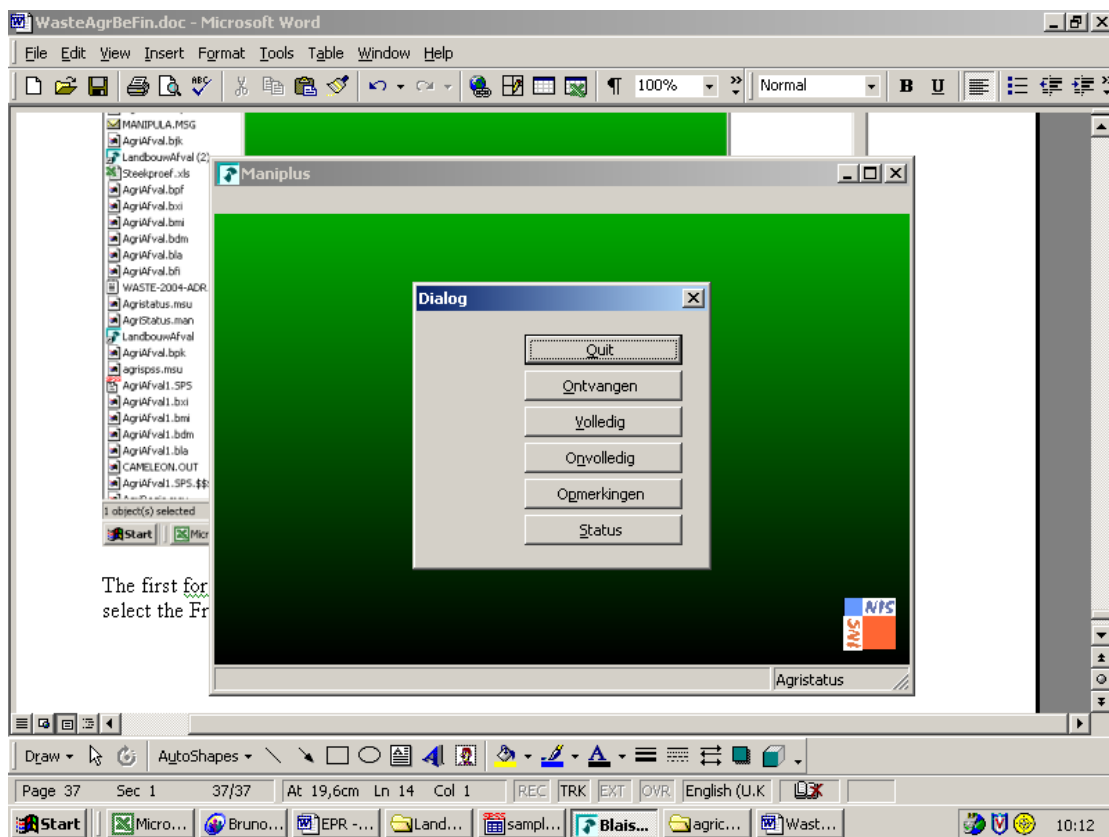 WasteAgrBeFin.doc - Microsoft Word
File Edit View Insert Format Tools Table Window Help
100% Normal B U
MANIPULA.MSG
AgriAfval.bjk
LandbouwAfval (2)
Steekproef.xls
AgriAfval.bpf
AgriAfval.bxi
AgriAfval.bmi
AgriAfval.bdm
AgriAfval.bla
AgriAfval.bfi
WASTE-2004-ADR
Agristatus.msu
AgriStatus.man
LandbouwAfval
AgriAfval.bpk
agrispss.msu
AgriAfval1.SPS
AgriAfval1.bxi
AgriAfval1.bmi
AgriAfval1.bdm
AgriAfval1.bla
CAMELEON.OUT
AgriAfval1.SPS.$$
1 object(s) selected
Start Micr
Maniplus
Dialog
Quit
Ontvangen
Volledig
Onvolledig
Opmerkingen
Status
NIS
INS
Agristatus
The first for
select the Fr
Draw AutoShapes
Page 37 Sec 1 37/37 At 19,6cm Ln 14 Col 1 REC TRK EXT OVR English (U.K
Start Micro... Bruno... EPR -... Land... sampl... Blais... agric... Wast... 10:12